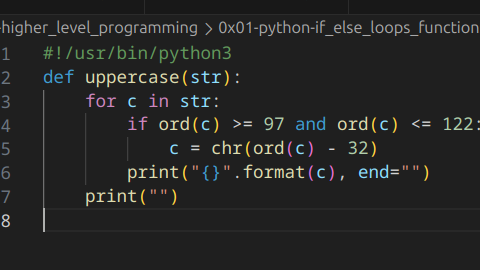 -higher_level_programming > 0x01-python-if_else_loops_function
1 #!/usr/bin/python3
2 def uppercase(str):
3     for c in str:
4         if ord(c) >= 97 and ord(c) <= 122:
5             c = chr(ord(c) - 32)
6         print("{}".format(c), end="")
7     print("")
8